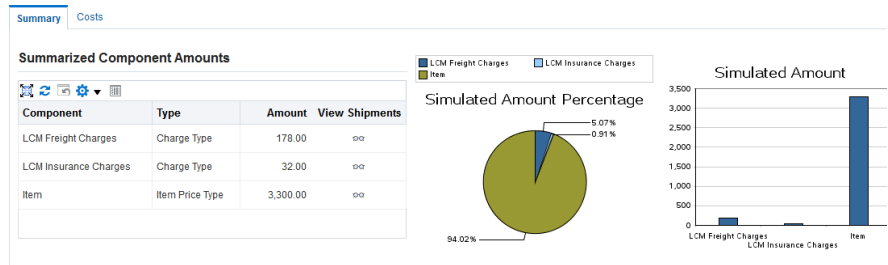 Summary Costs
Summarized Component Amounts
Component Type Amount View Shipments
LCM Freight Charges Charge Type 178.00
LCM Insurance Charges Charge Type 32.00
Item Item Price Type 3,300.00
LCM Freight Charges LCM Insurance Charges
Item
Simulated Amount Percentage
5.07%
0.91%
94.02%
Simulated Amount
3,500
3,000
2,500
2,000
1,500
1,000
500
0
LCM Freight Charges Item
LCM Insurance Charges